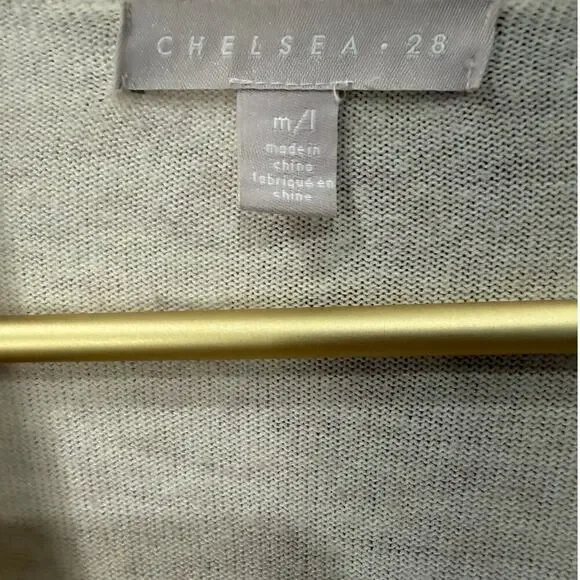 CHELSEA · 28
m/l
made in
china
fabriqué en
chine